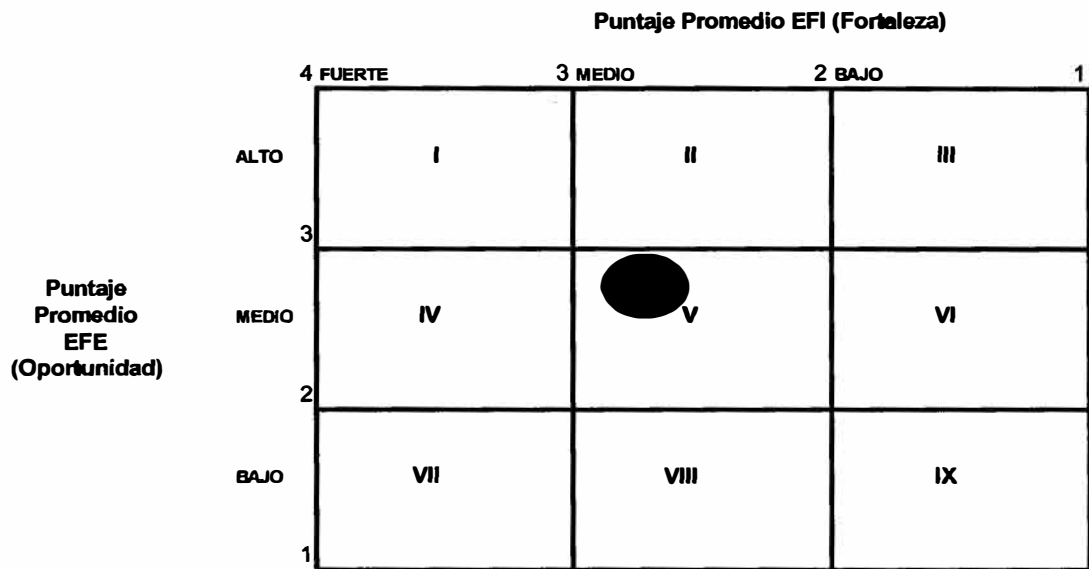 Puntaje Promedio EFI (Fortaleza)
4 FUERTE 3 MEDIO 2 BAJO 1
ALTO I II III
3
Puntaje
Promedio
EFE
(Oportunidad)
MEDIO IV V VI
2
BAJO VII VIII IX
1